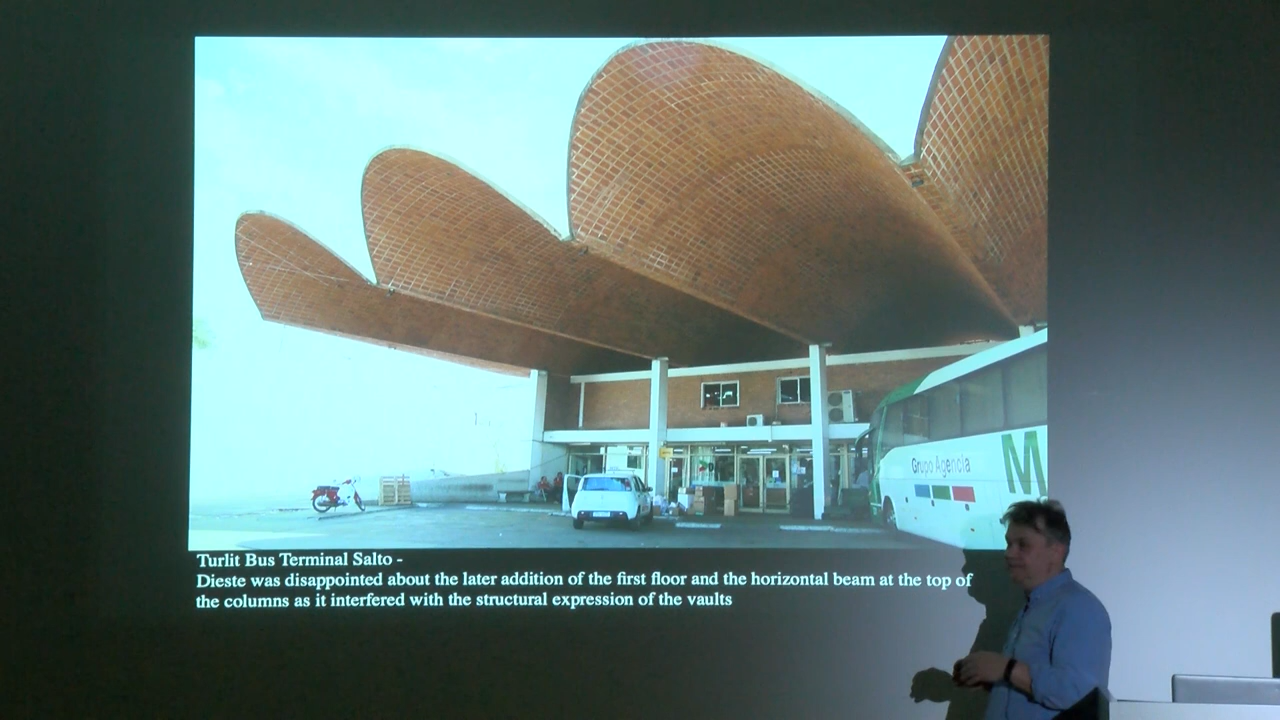 Grupo Agencia
M
Turlit Bus Terminal Salto -
Dieste was disappointed about the later addition of the first floor and the horizontal beam at the top of
the columns as it interfered with the structural expression of the vaults